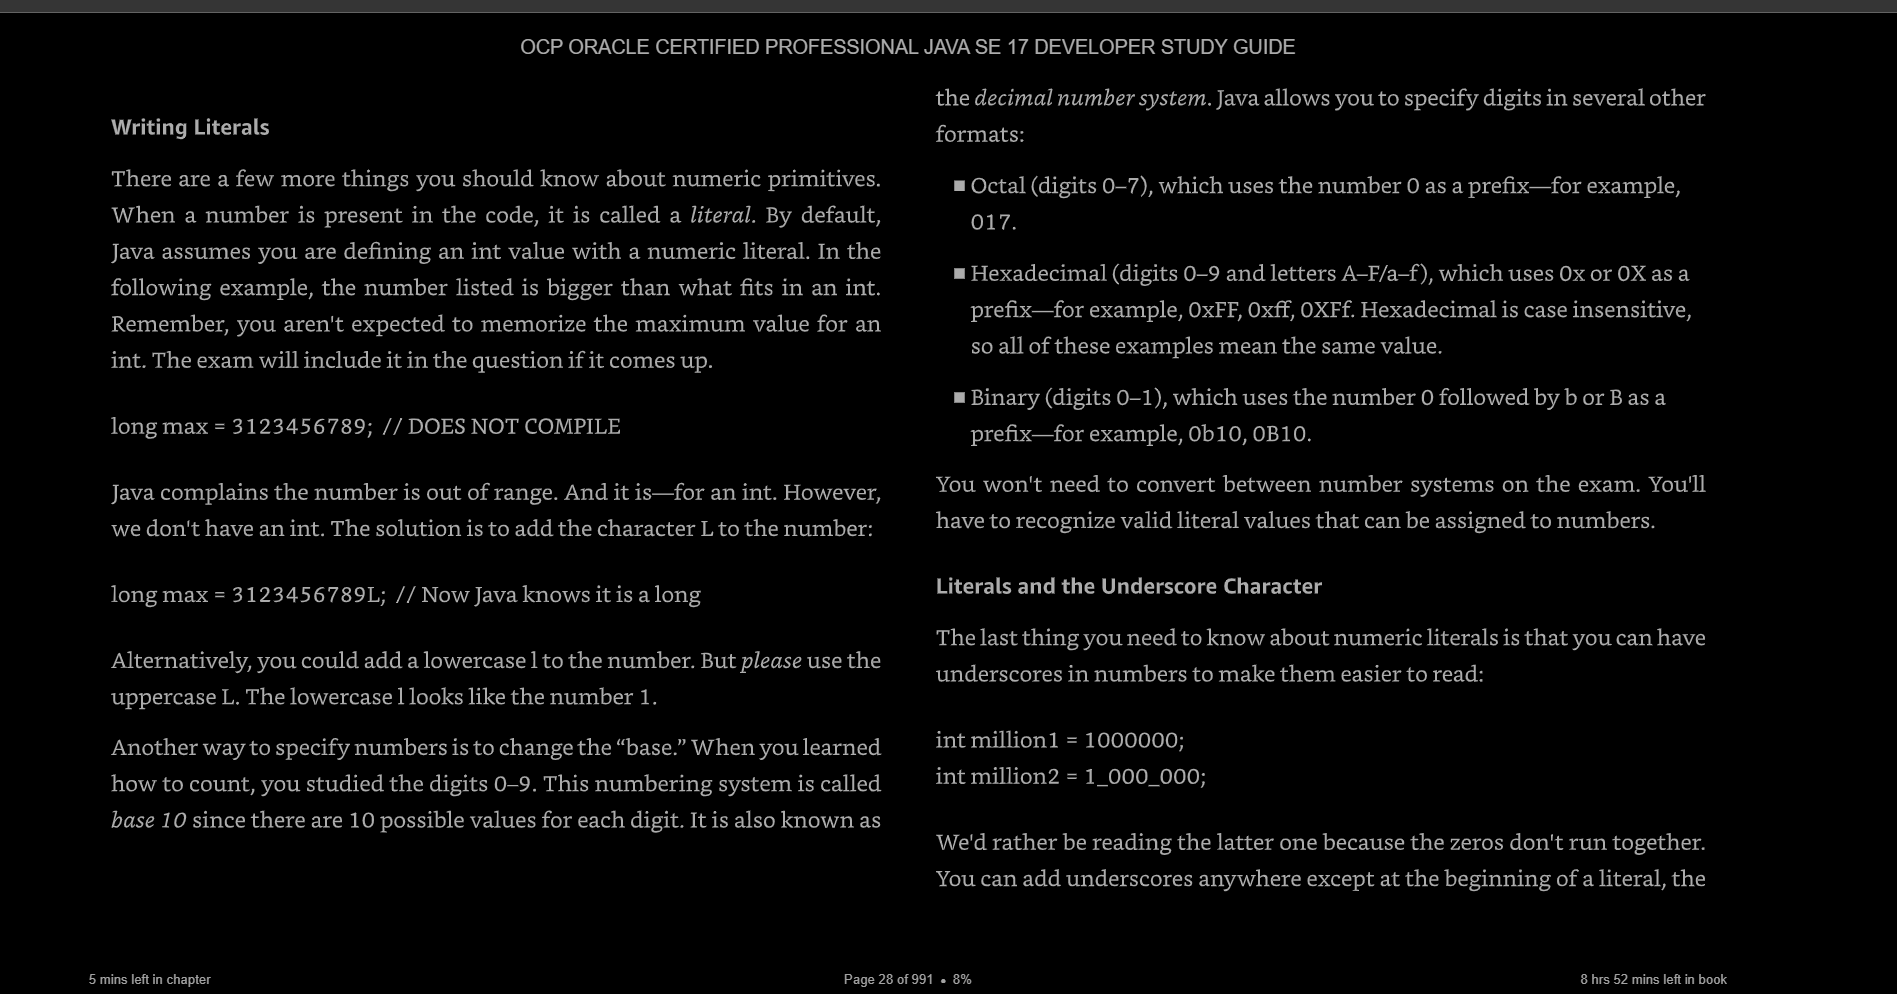 OCP ORACLE CERTIFIED PROFESSIONAL JAVA SE 17 DEVELOPER STUDY GUIDE
Writing Literals
There are a few more things you should know about numeric primitives.
When a number is present in the code, it is called a literal. By default,
Java assumes you are defining an int value with a numeric literal. In the
following example, the number listed is bigger than what fits in an int.
Remember, you aren't expected to memorize the maximum value for an
int. The exam will include it in the question if it comes up.
long max = 3123456789; // DOES NOT COMPILE
Java complains the number is out of range. And it is—for an int. However,
we don't have an int. The solution is to add the character L to the number:
long max = 3123456789L; // Now Java knows it is a long
Alternatively, you could add a lowercase l to the number. But please use the
uppercase L. The lowercase l looks like the number 1.
Another way to specify numbers is to change the “base.” When you learned
how to count, you studied the digits 0–9. This numbering system is called
base 10 since there are 10 possible values for each digit. It is also known as
the decimal number system. Java allows you to specify digits in several other
formats:
■ Octal (digits 0–7), which uses the number 0 as a prefix—for example,
017.
■ Hexadecimal (digits 0–9 and letters A–F/a–f), which uses 0x or 0X as a
prefix—for example, 0xFF, 0xff, 0XFf. Hexadecimal is case insensitive,
so all of these examples mean the same value.
■ Binary (digits 0–1), which uses the number 0 followed by b or B as a
prefix—for example, 0b10, 0B10.
You won't need to convert between number systems on the exam. You'll
have to recognize valid literal values that can be assigned to numbers.
Literals and the Underscore Character
The last thing you need to know about numeric literals is that you can have
underscores in numbers to make them easier to read:
int million1 = 1000000;
int million2 = 1_000_000;
We'd rather be reading the latter one because the zeros don't run together.
You can add underscores anywhere except at the beginning of a literal, the
5 mins left in chapter
Page 28 of 991 • 8%
8 hrs 52 mins left in book